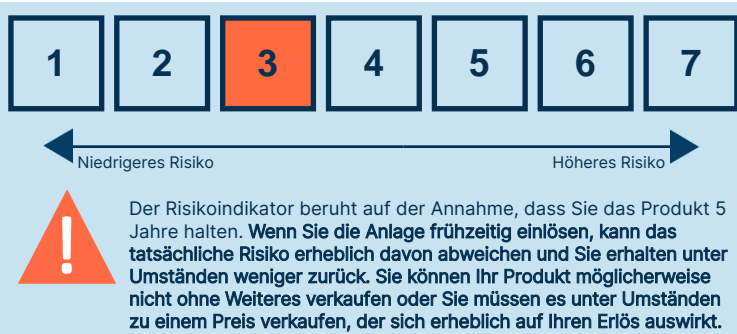 1 2 3 4 5 6 7
Niedrigeres Risiko Höheres Risiko
!
Der Risikoindikator beruht auf der Annahme, dass Sie das Produkt 5
Jahre halten. Wenn Sie die Anlage frühzeitig einlösen, kann das
tatsächliche Risiko erheblich davon abweichen und Sie erhalten unter
Umständen weniger zurück. Sie können Ihr Produkt möglicherweise
nicht ohne Weiteres verkaufen oder Sie müssen es unter Umständen
zu einem Preis verkaufen, der sich erheblich auf Ihren Erlös auswirkt.